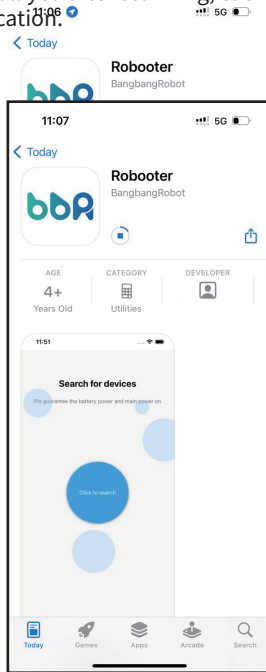 cation.
11:06
5G
Today
Robooter
BangbangRobot
bbR
11:07
5G
Today
Robooter
BangbangRobot
bbR
AGE
CATEGORY
DEVELOPER
4+
Years Old
Utilities
11:51
Search for devices
Pls guarantee the battery power and main power on
Click to search
Today
Games
Apps
Arcade
Search